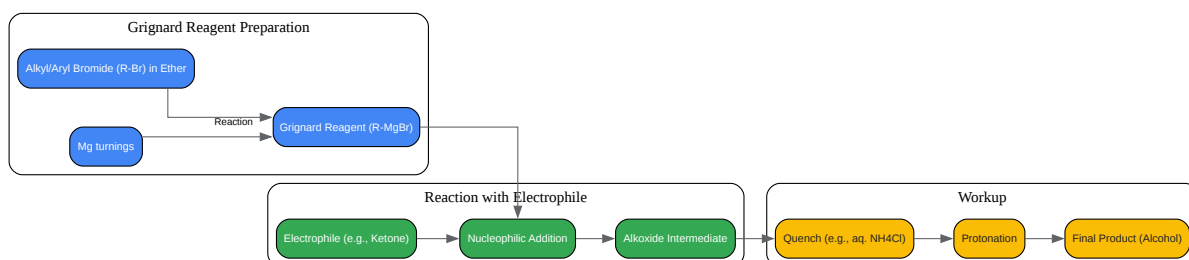 Grignard Reagent Preparation
Alkyl/Aryl Bromide (R-Br) in Ether
Reaction
Grignard Reagent (R-MgBr)
Mg turnings
Reaction with Electrophile
Electrophile (e.g., Ketone)
Nucleophilic Addition
Alkoxide Intermediate
Workup
Quench (e.g., aq. NH4Cl)
Protonation
Final Product (Alcohol)